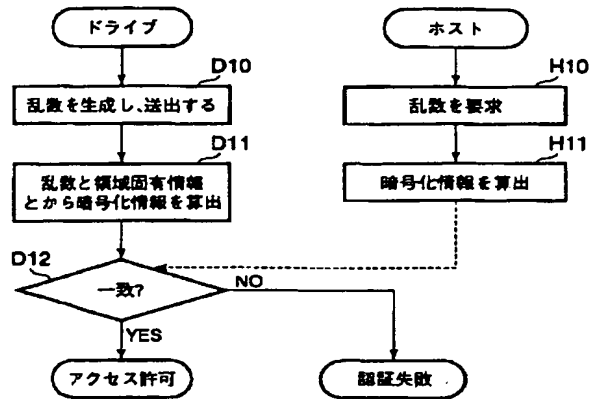 ドライブ
ホスト
D10
H10
乱数を生成し、送出する
乱数を要求
D11
H11
乱数と領域固有情報
とから暗号化情報を算出
暗号化情報を算出
D12
一致?
NO
YES
アクセス許可
認証失敗